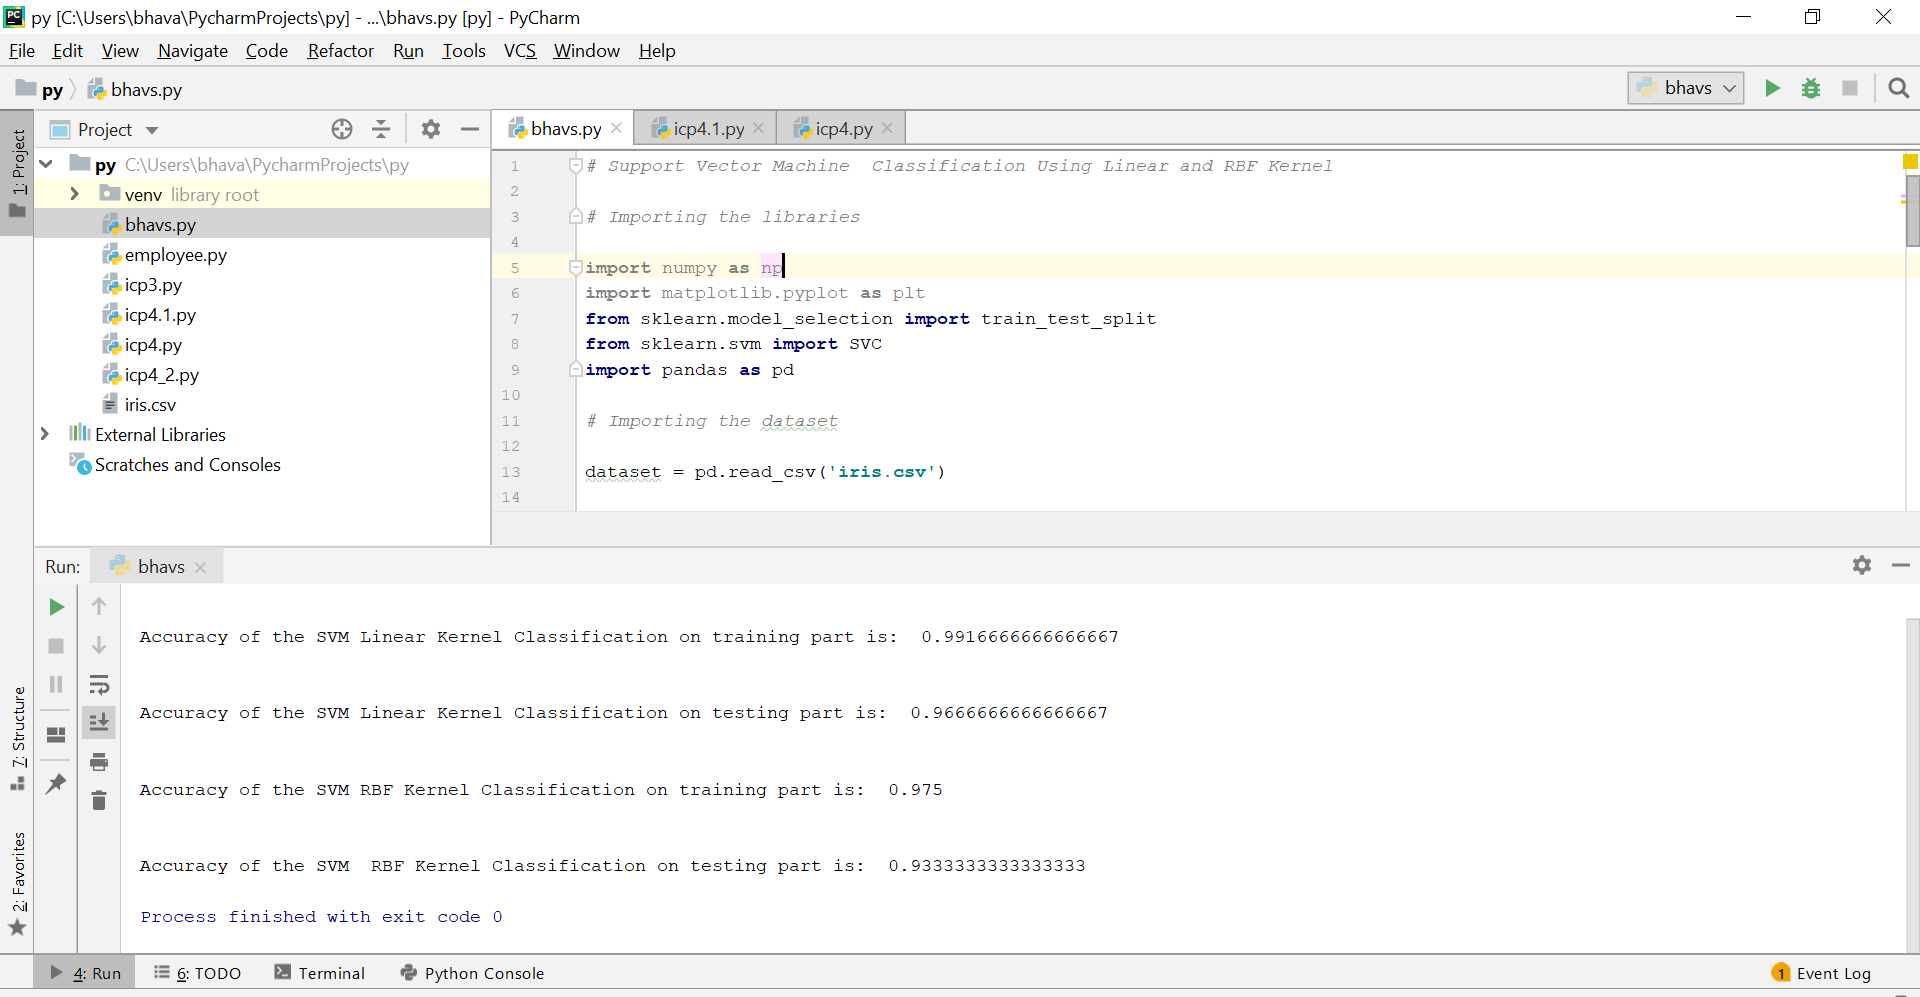 py [C:\Users\bhava\PycharmProjects\py] - ...\bhavs.py [py] - PyCharm
File Edit View Navigate Code Refactor Run Tools VCS Window Help
py bhavs.py
bhavs
1: Project
Project
bhavs.py icp4.1.py icp4.py
py C:\Users\bhava\PycharmProjects\py
venv library root
bhavs.py
employee.py
icp3.py
icp4.1.py
icp4.py
icp4_2.py
iris.csv
External Libraries
Scratches and Consoles
1 # Support Vector Machine  Classification Using Linear and RBF Kernel
2
3 # Importing the libraries
4
5 import numpy as np
6 import matplotlib.pyplot as plt
7 from sklearn.model_selection import train_test_split
8 from sklearn.svm import SVC
9 import pandas as pd
10
11 # Importing the dataset
12
13 dataset = pd.read_csv('iris.csv')
14
Run: bhavs
Accuracy of the SVM Linear Kernel Classification on training part is:  0.9916666666666667
Accuracy of the SVM Linear Kernel Classification on testing part is:  0.9666666666666667
Accuracy of the SVM RBF Kernel Classification on training part is:  0.975
Accuracy of the SVM  RBF Kernel Classification on testing part is:  0.9333333333333333
Process finished with exit code 0
7: Structure
2: Favorites
4: Run 6: TODO Terminal Python Console 1 Event Log